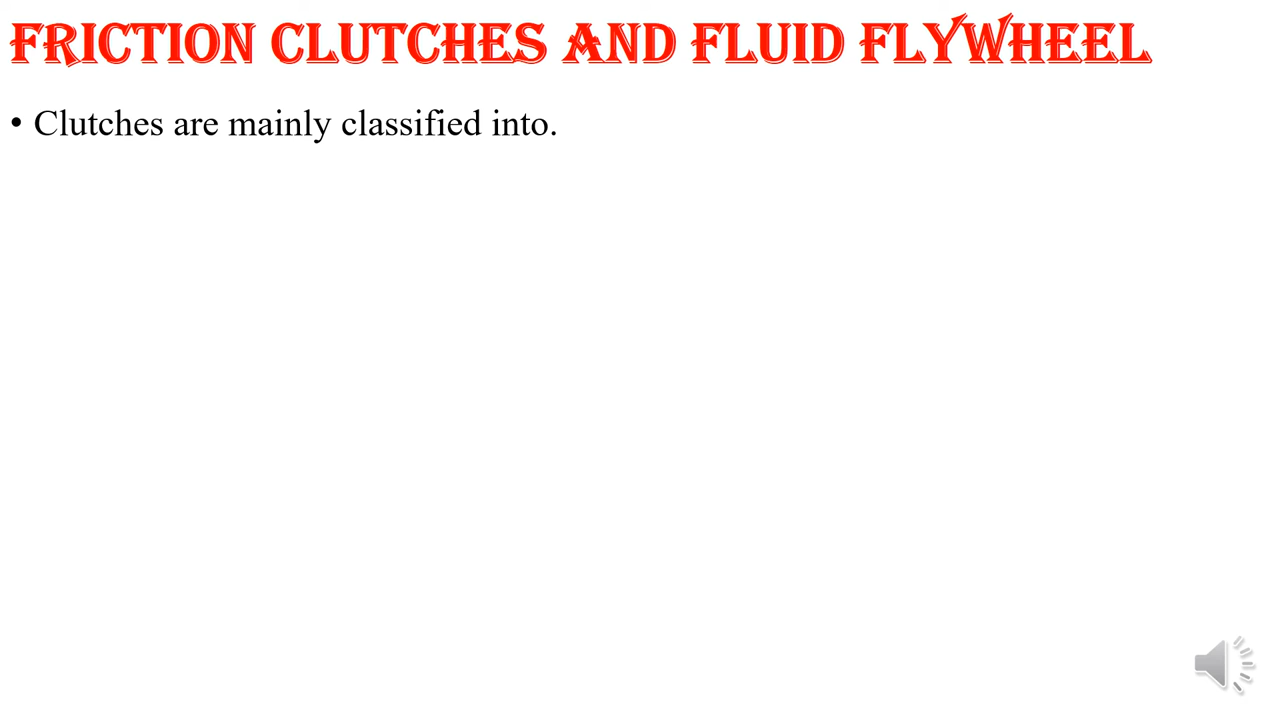 FRICTION CLUTCHES AND FLUID FLYWHEEL
• Clutches are mainly classified into.